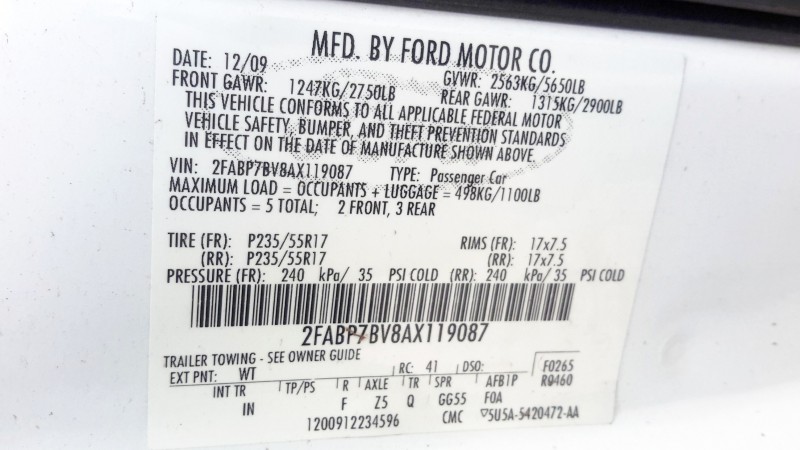 MFD. BY FORD MOTOR CO.
DATE: 12/09 GVWR: 2563KG/5650LB
FRONT GAWR: 1247KG/2750LB REAR GAWR: 1315KG/2900LB
THIS VEHICLE CONFORMS TO ALL APPLICABLE FEDERAL MOTOR
VEHICLE SAFETY, BUMPER, AND THEFT PREVENTION STANDARDS
IN EFFECT ON THE DATE OF MANUFACTURE SHOWN ABOVE.
VIN: 2FABP7BV8AX119087 TYPE: Passenger Car
MAXIMUM LOAD = OCCUPANTS + LUGGAGE = 498KG/1100LB
OCCUPANTS = 5 TOTAL; 2 FRONT, 3 REAR
TIRE (FR): P235/55R17 RIMS (FR): 17x7.5
(RR): P235/55R17 (RR): 17x7.5
PRESSURE (FR): 240 kPa/ 35 PSI COLD (RR): 240 kPa/ 35 PSI COLD
2FABP7BV8AX119087
TRAILER TOWING - SEE OWNER GUIDE
EXT PNT: WT RC: 41 DSO: F0265
R0460
INT TR TP/PS R AXLE TR SPR AFB1P
IN F Z5 Q GG55 F0A
1200912234596 CMC ▽5U5A-5420472-AA